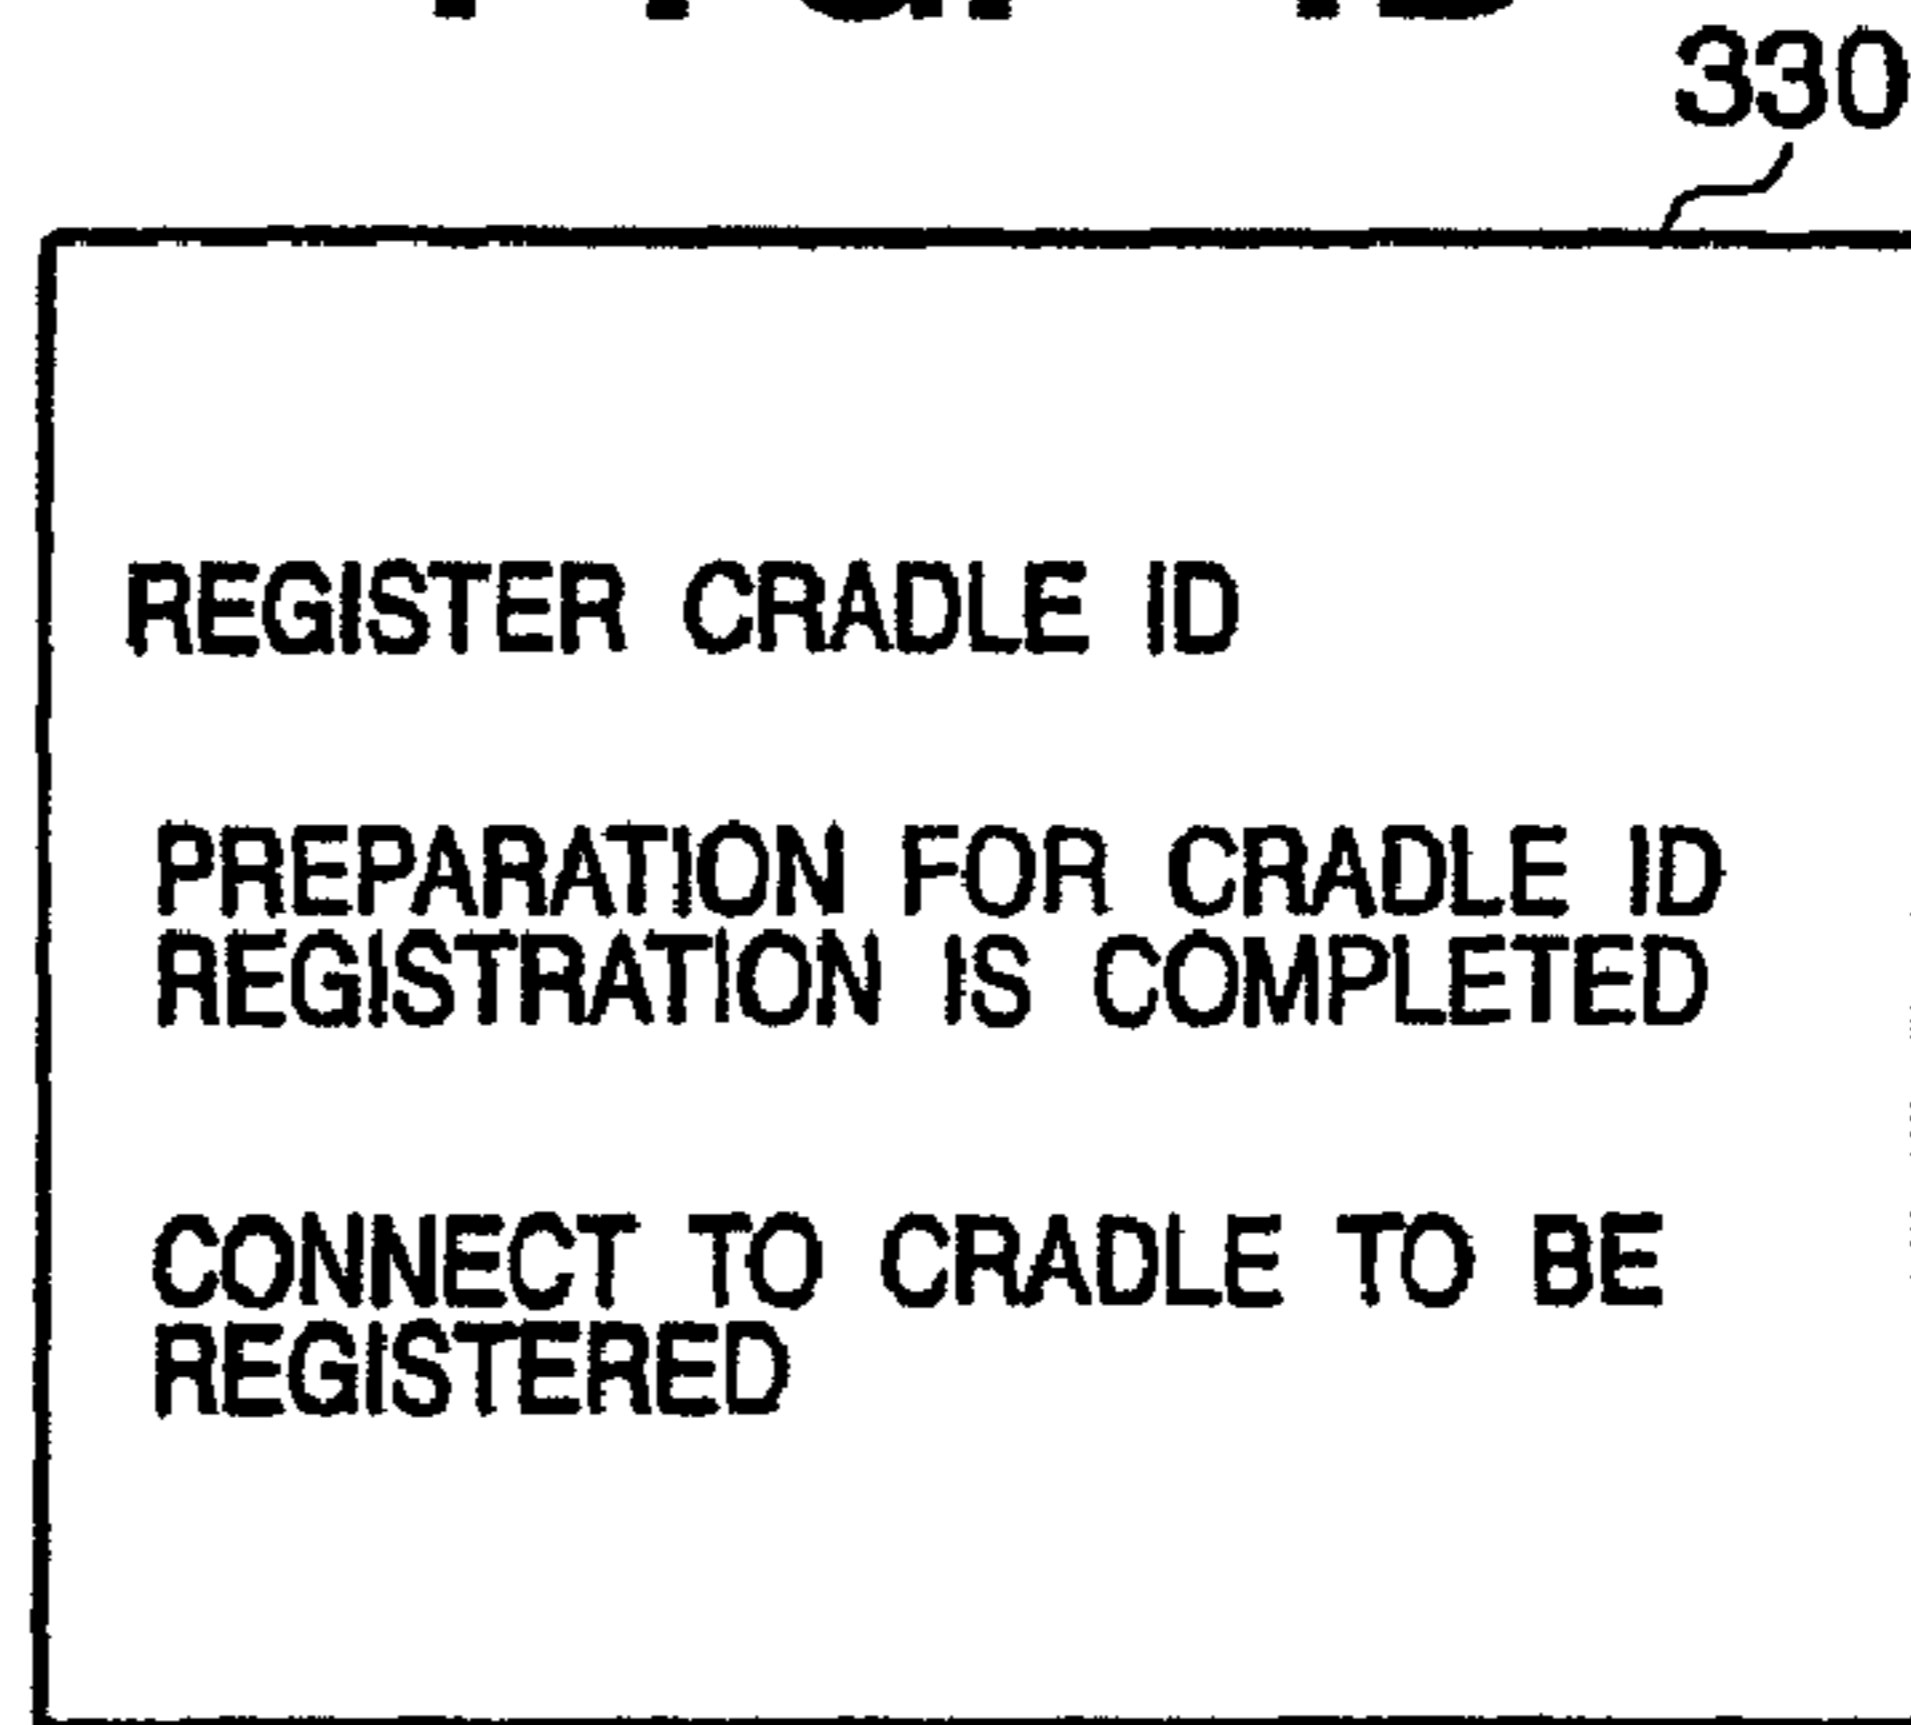 330
REGISTER CRADLE ID
PREPARATION FOR CRADLE ID
REGISTRATION IS COMPLETED
CONNECT TO CRADLE TO BE
REGISTERED